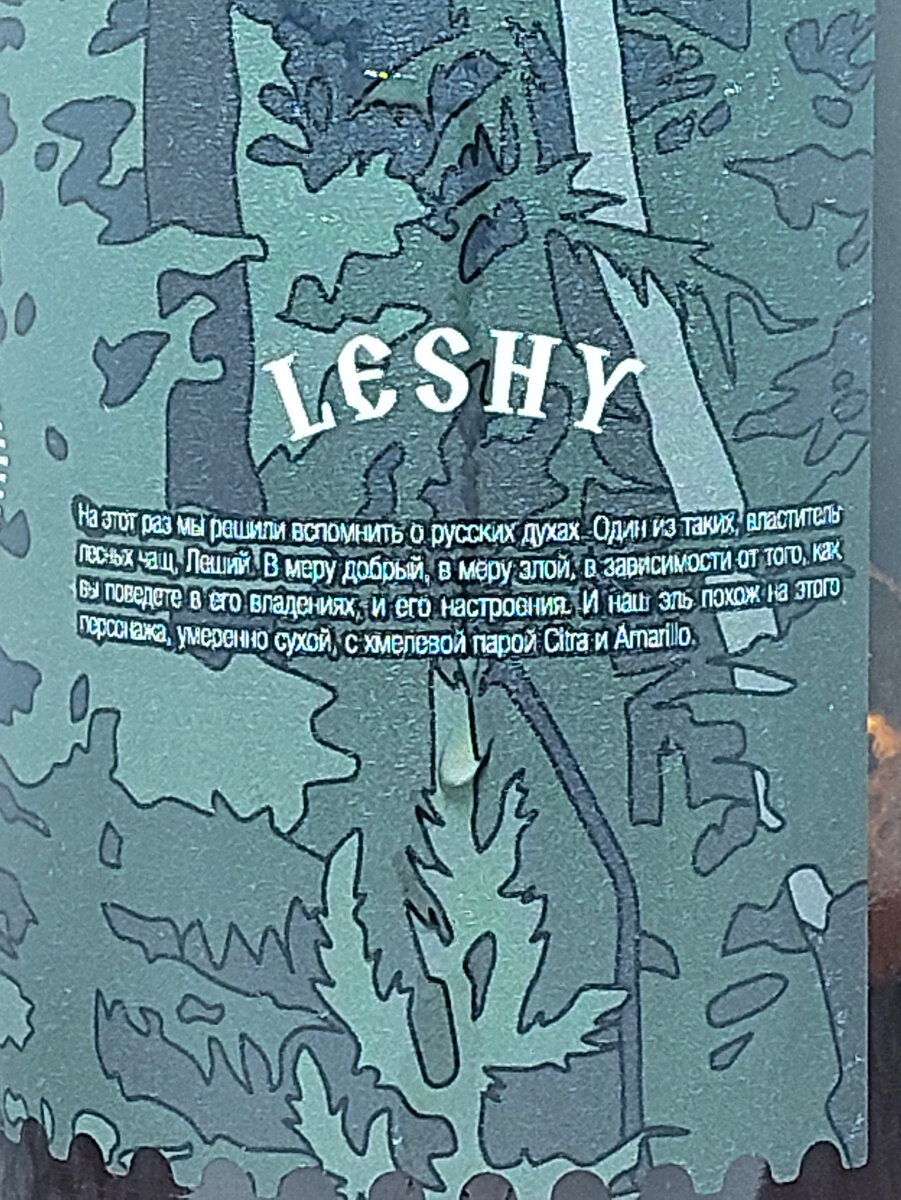 LESHY
На этот раз мы решили вспомнить о русских духах. Один из таких, властитель
лесных чащ, Леший. В меру добрый, в меру злой, в зависимости от того, как
вы поведете в его владениях, и его настроения. И наш эль похож на этого
персонажа, умеренно сухой, с хмелевой парой Citra и Amarillo.